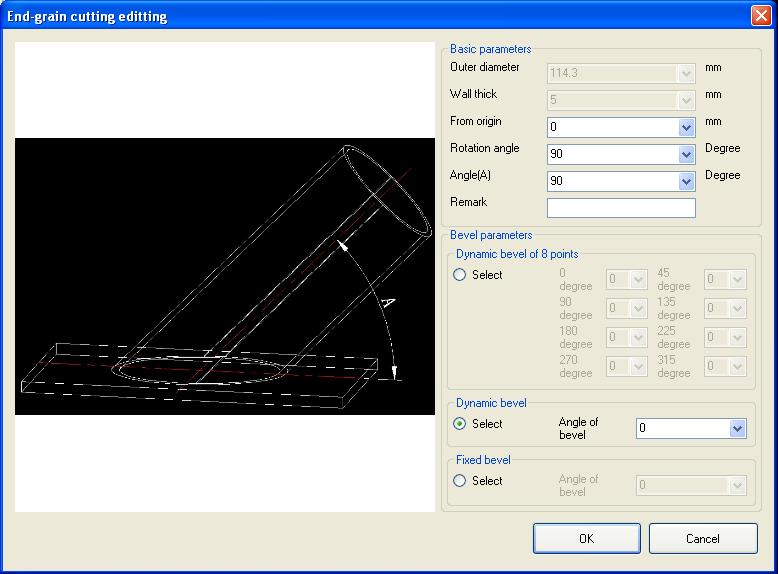 End-grain cutting editting
Basic parameters
Outer diameter 114.3 mm
Wall thick 5 mm
From origin 0 mm
Rotation angle 90 Degree
Angle(A) 90 Degree
Remark
A
Bevel parameters
Dynamic bevel of 8 points
Select
0 degree 0 45 degree 0
90 degree 0 135 degree 0
180 degree 0 225 degree 0
270 degree 0 315 degree 0
Dynamic bevel
Select Angle of bevel 0
Fixed bevel
Select Angle of bevel 0
OK Cancel